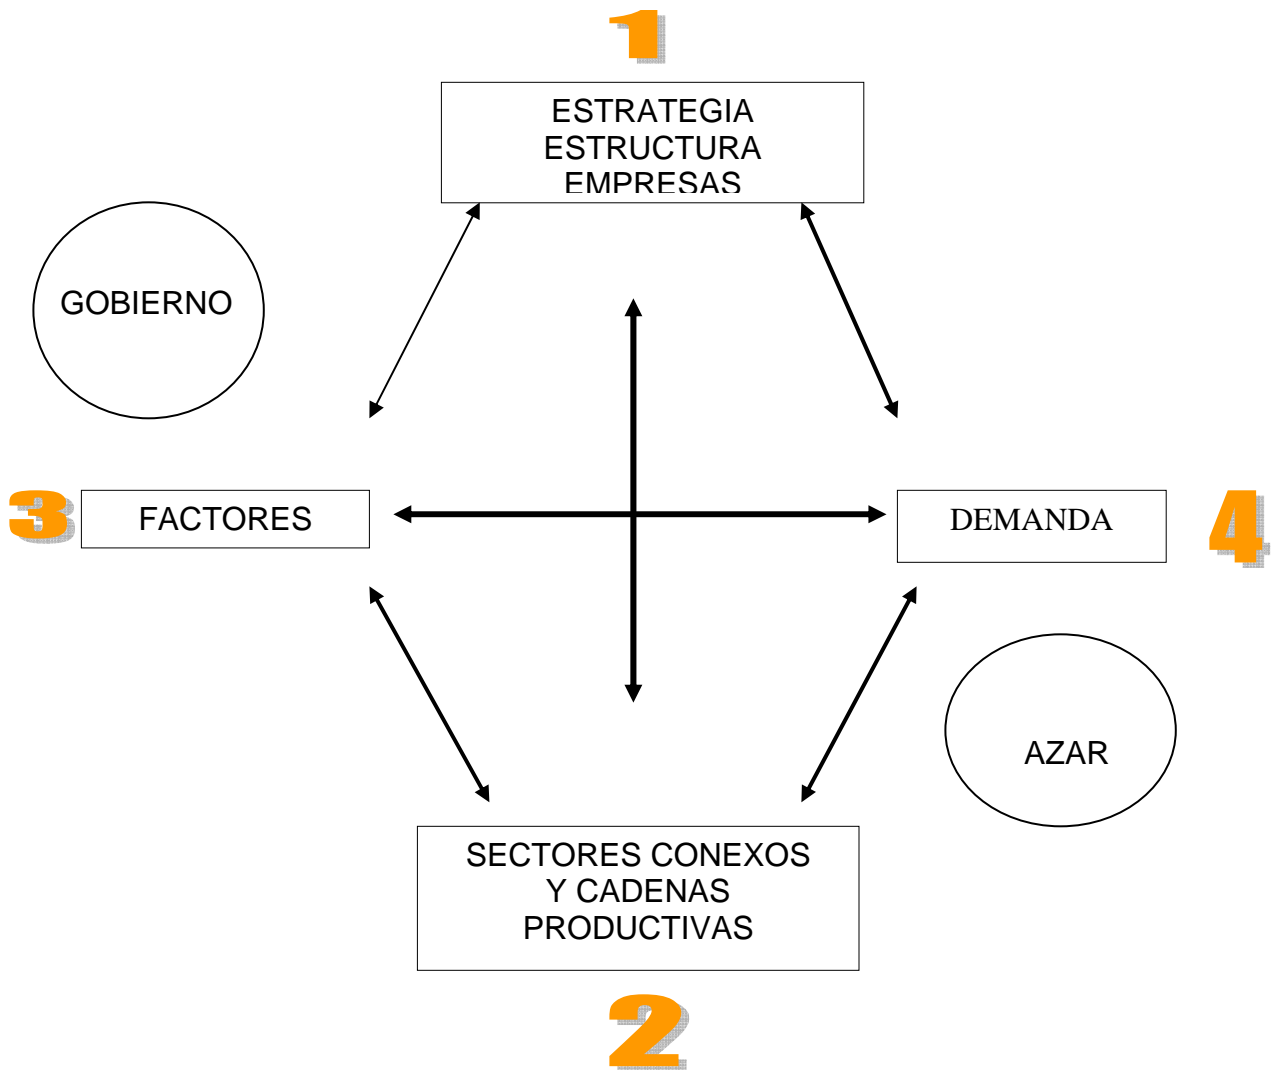 1
ESTRATEGIA
ESTRUCTURA
EMPRESAS
GOBIERNO
3
FACTORES
DEMANDA
4
AZAR
SECTORES CONEXOS
Y CADENAS
PRODUCTIVAS
2